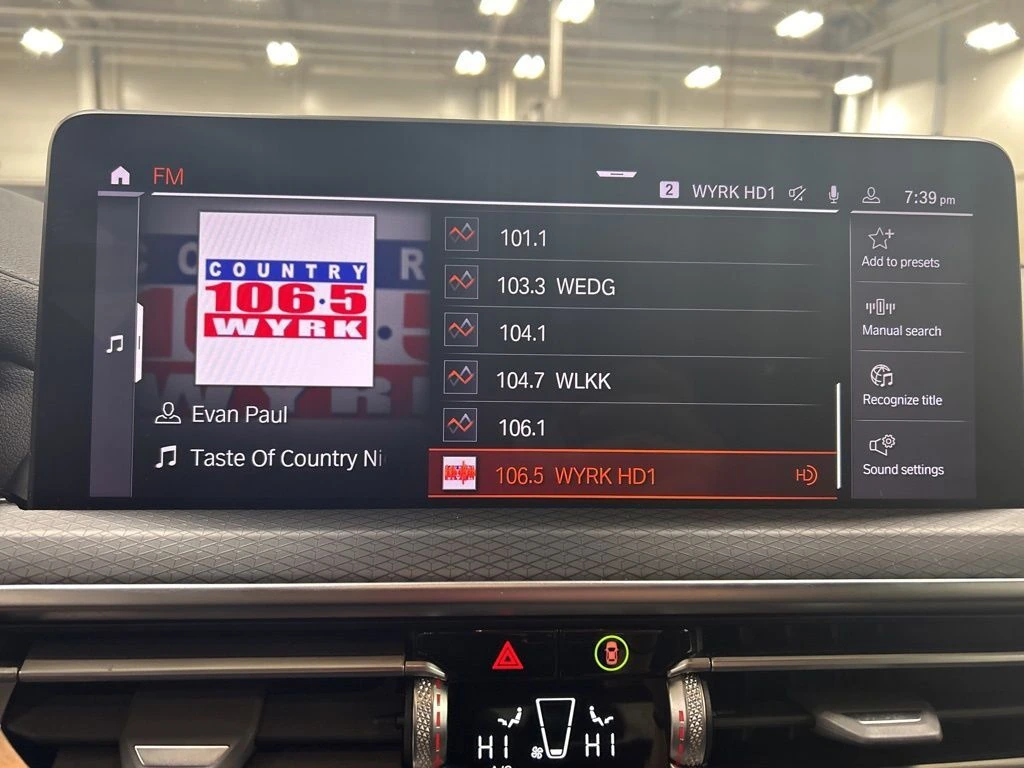 FM
2 WYRK HD1
7:39 pm
COUNTRY
106.5
WYRK
Evan Paul
Taste Of Country Ni
101.1
103.3 WEDG
104.1
104.7 WLKK
106.1
106.5 WYRK HD1
HD
Add to presets
Manual search
Recognize title
Sound settings
HI
HI